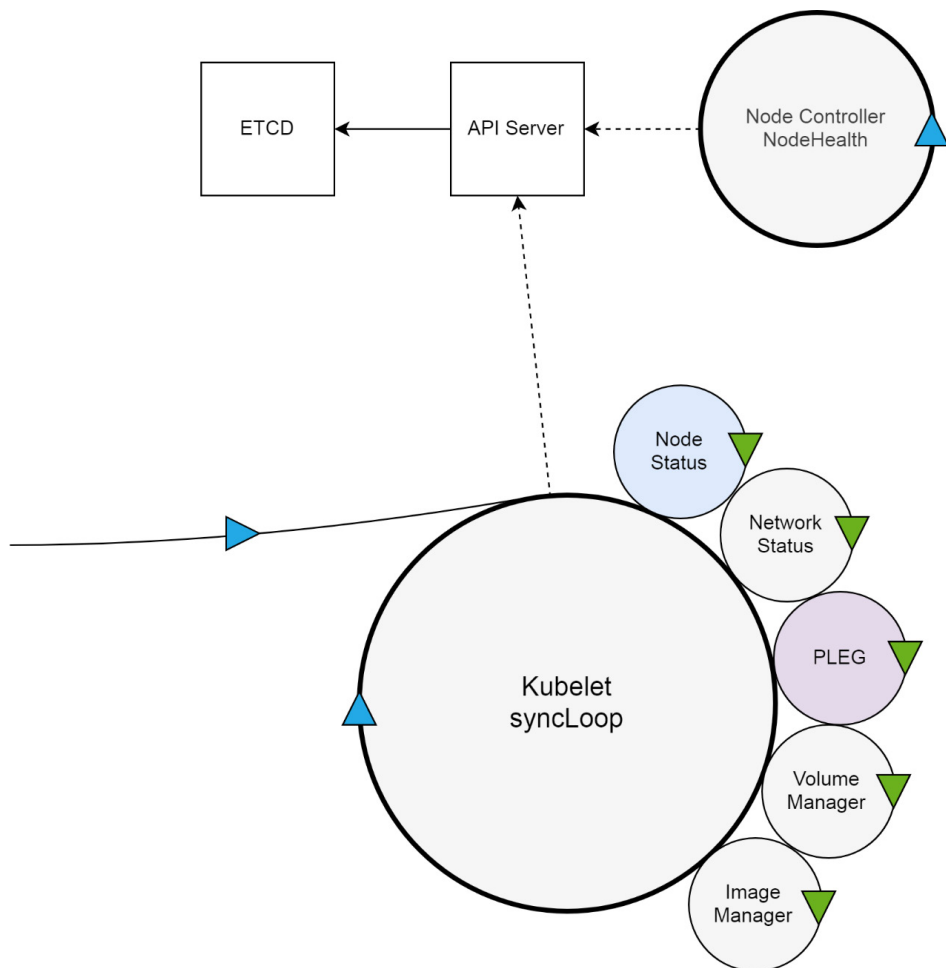 ETCD
API Server
Node Controller
NodeHealth
Node
Status
Network
Status
PLEG
Kubelet
syncLoop
Volume
Manager
Image
Manager